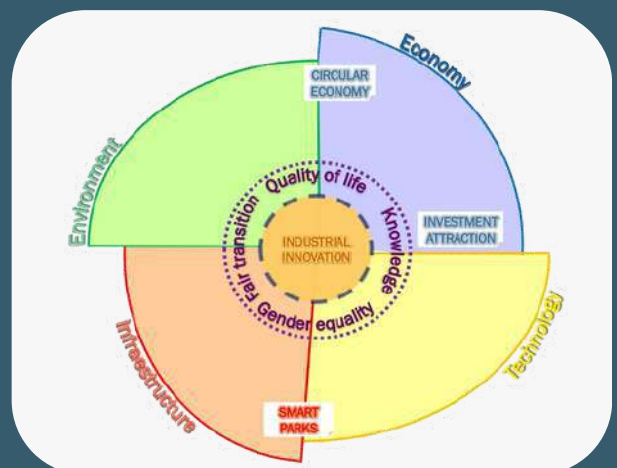 Economy
CIRCULAR
ECONOMY
Environment
Quality of life
Knowledge
Fair transition
INVESTMENT
ATTRACTION
INDUSTRIAL
INNOVATION
Gender equality
Technology
Infraestructure
SMART
PARKS